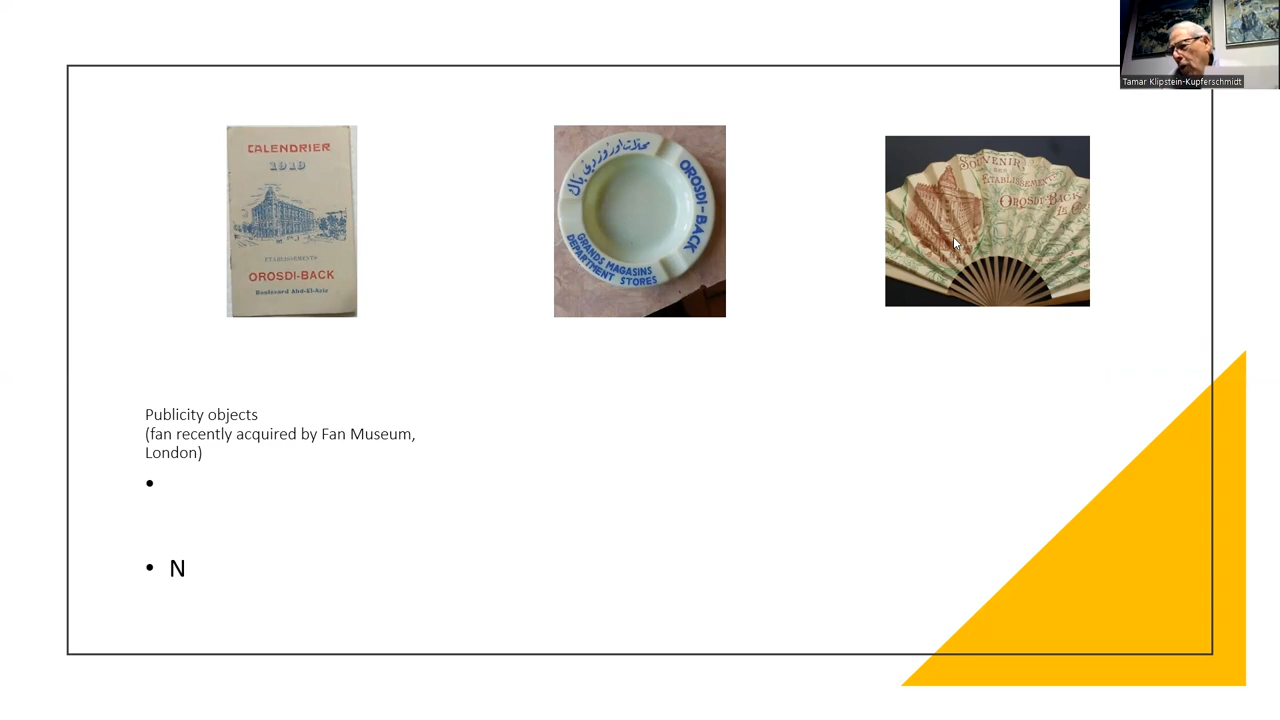 Tamar Klipstein-Kupferschmidt
CALENDRIER
1919
ETABLISSEMENTS
OROSDI-BACK
Boulevard Abd-El-Aziz
محلات اوروزدي باك
OROSDI-BACK
GRANDS MAGASINS
DEPARTMENT STORES
SOUVENIR
DES
ETABLISSEMENTS
OROSDI-BACK
Publicity objects
(fan recently acquired by Fan Museum,
London)
•
• N